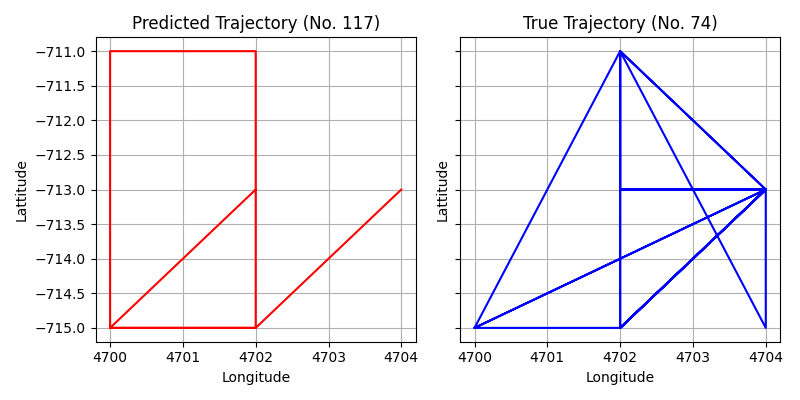 Predicted Trajectory (No. 117)
True Trajectory (No. 74)
Lattitude
−711.0
−711.5
−712.0
−712.5
−713.0
−713.5
−714.0
−714.5
−715.0
4700 4701 4702 4703 4704
Longitude
Lattitude
4700 4701 4702 4703 4704
Longitude